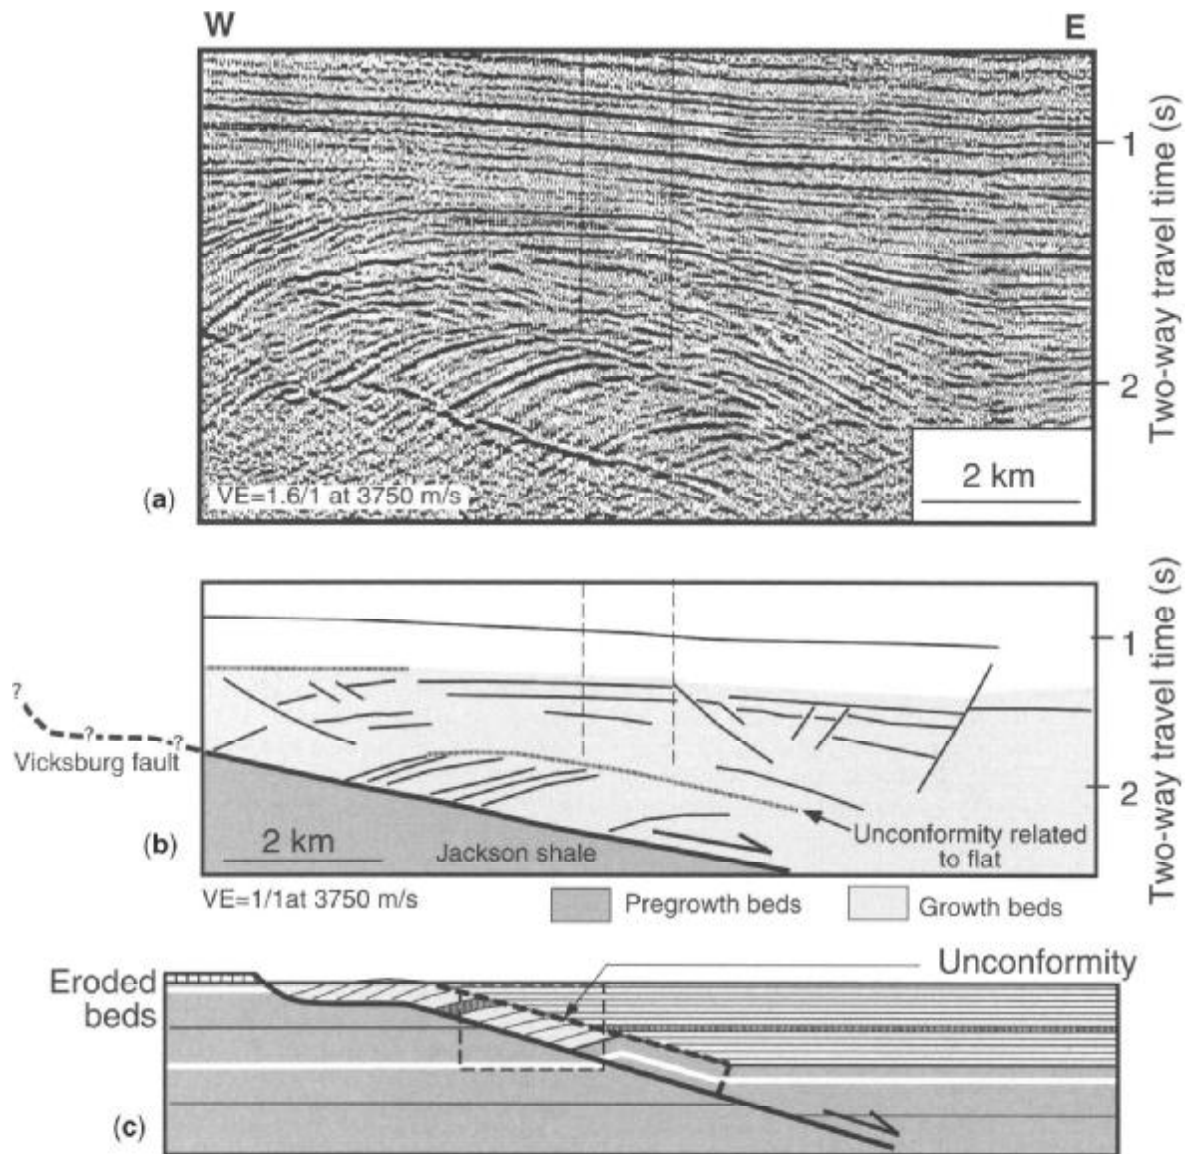 W
E
1
2
Two-way travel time (s)
2 km
(a)
VE=1.6/1 at 3750 m/s
?
?
?
Vicksburg fault
1
2
Two-way travel time (s)
Unconformity related
to flat
(b)
2 km
Jackson shale
VE=1/1at 3750 m/s
Pregrowth beds
Growth beds
Unconformity
Eroded
beds
(c)